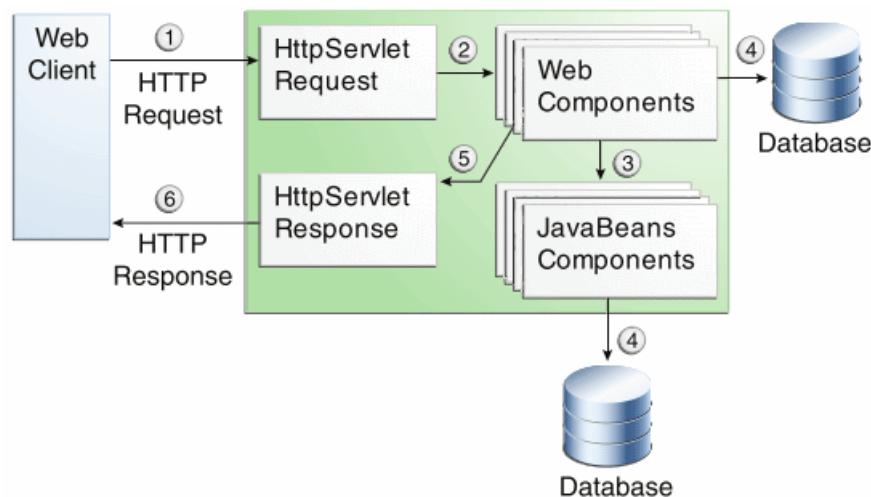 Web
Client
1
HTTP
Request
HttpServlet
Request
2
Web
Components
4
Database
5
3
HttpServlet
Response
6
HTTP
Response
JavaBeans
Components
4
Database